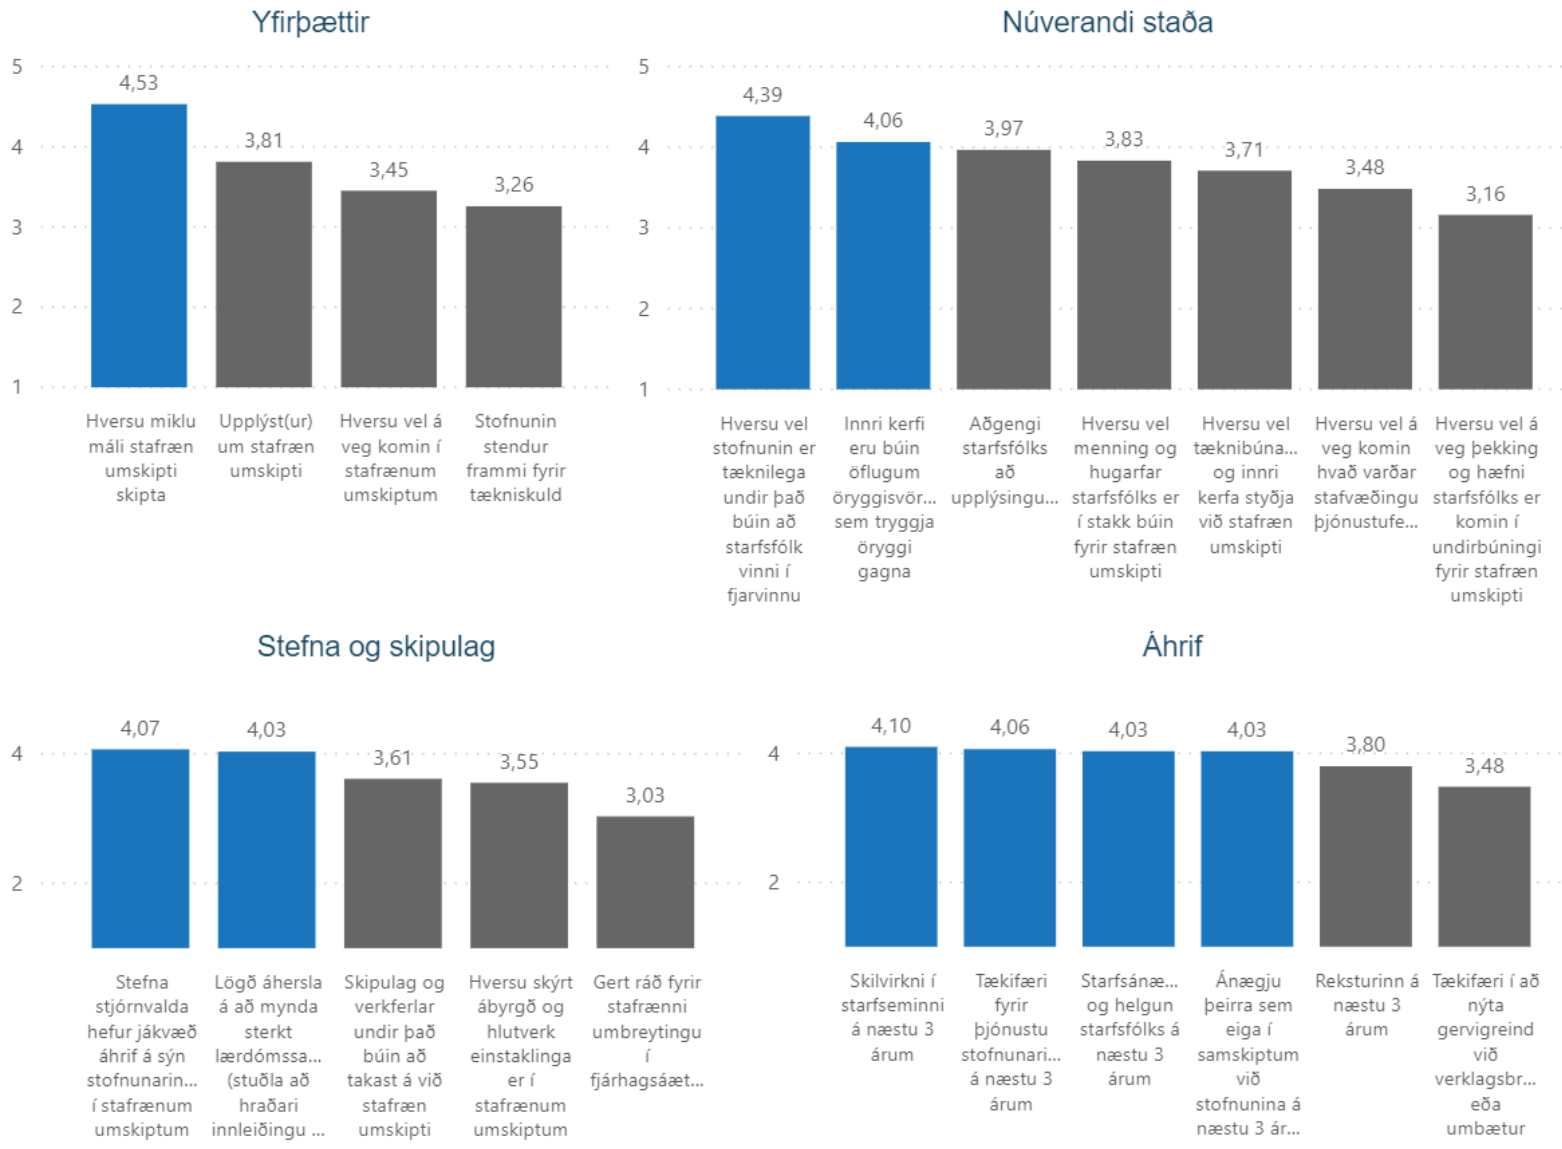 Yfirþættir
5
4
3
2
1
4,53
3,81
3,45
3,26
Hversu miklu
máli stafræn
umskipti
skipta
Upplýst(ur)
um stafræn
umskipti
Hversu vel á
veg komin í
stafrænum
umskiptum
Stofnunin
stendur
frammi fyrir
tækniskuld
Núverandi staða
5
4
3
2
1
4,39
4,06
3,97
3,83
3,71
3,48
3,16
Hversu vel
stofnunin er
tæknilega
undir það
búin að
starfsfólk
vinni í
fjarvinnu
Innri kerfi
eru búin
öflugum
öryggisvör...
sem tryggja
öryggi
gagna
Aðgengi
starfsfólks
að
upplýsingu...
Hversu vel
menning og
hugarfar
starfsfólks er
í stakk búin
fyrir stafræn
umskipti
Hversu vel
tæknibúna...
og innri
kerfa styðja
við stafræn
umskipti
Hversu vel á
veg komin
hvað varðar
stafvæðingu
þjónustufe...
Hversu vel á
veg þekking
og hæfni
starfsfólks er
komin í
undirbúningi
fyrir stafræn
umskipti
Stefna og skipulag
4
2
4,07
4,03
3,61
3,55
3,03
Stefna
stjórnvalda
hefur jákvæð
áhrif á sýn
stofnunarin...
í stafrænum
umskiptum
Lögð áhersla
á að mynda
sterkt
lærdómssa...
(stuðla að
hraðari
innleiðingu ...
Skipulag og
verkferlar
undir það
búin að
takast á við
stafræn
umskipti
Hversu skýrt
ábyrgð og
hlutverk
einstaklinga
er í
stafrænum
umskiptum
Gert ráð fyrir
stafrænni
umbreytingu
í
fjárhagsáæt...
Áhrif
4
2
4,10
4,06
4,03
4,03
3,80
3,48
Skilvirkni í
starfseminni
á næstu 3
árum
Tækifæri
fyrir
þjónustu
stofnunari...
á næstu 3
árum
Starfsánæ...
og helgun
starfsfólks á
næstu 3
árum
Ánægju
þeirra sem
eiga í
samskiptum
við
stofnunina á
næstu 3 ár...
Reksturinn á
næstu 3
árum
Tækifæri í að
nýta
gervigreind
við
verklagsbr...
eða
umbætur